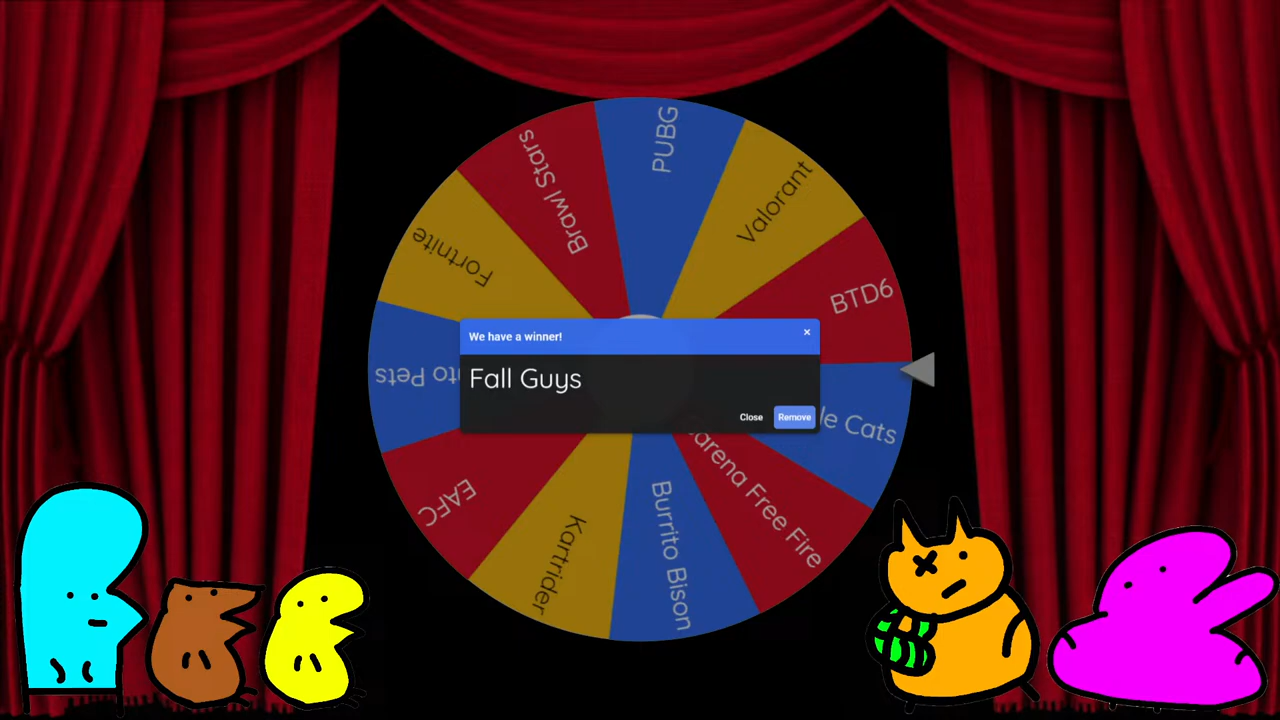 PUBG
Valorant
BTD6
le Cats
arena Free Fire
Burrito Bison
Kartrider
EAFC
to Pets
Fortnite
Brawl Stars
We have a winner!
×
Fall Guys
Close
Remove